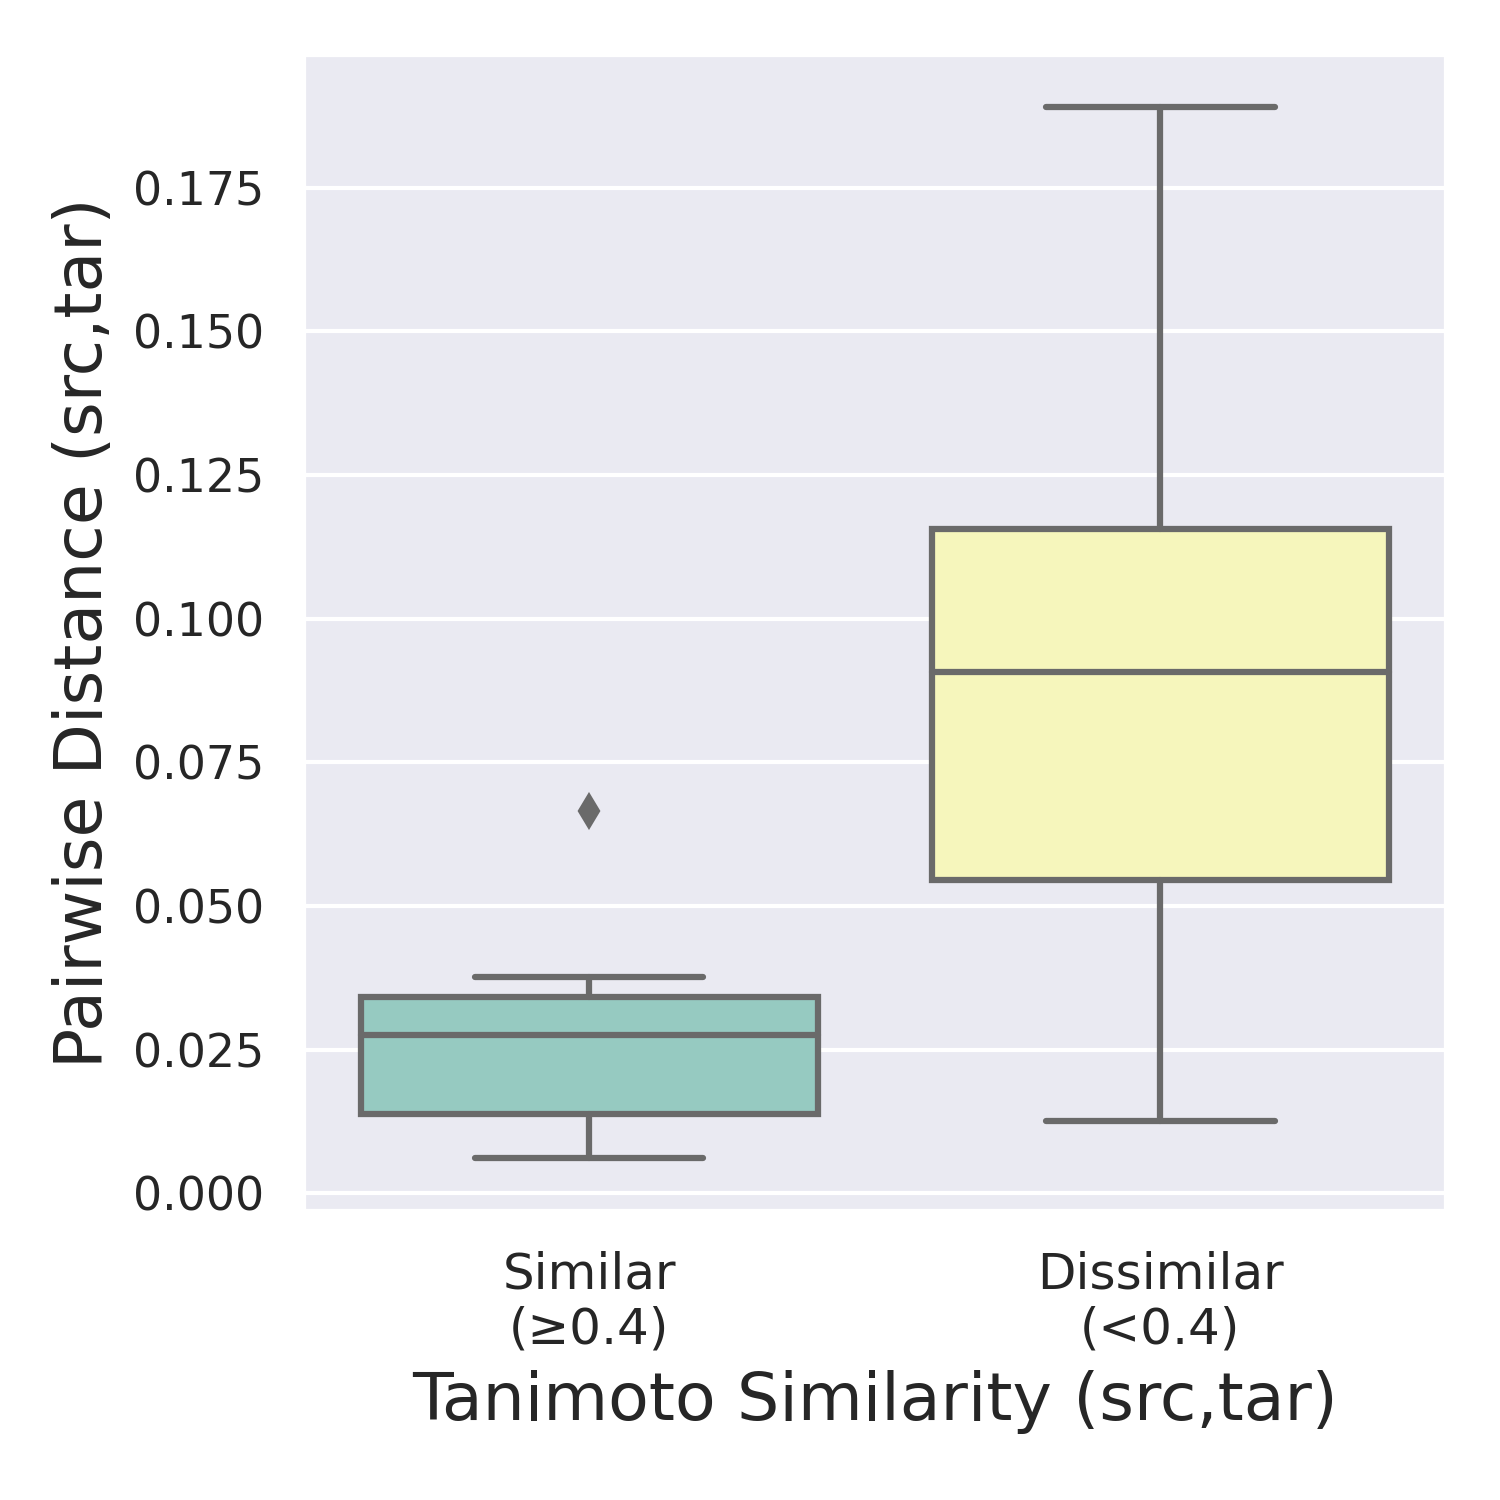 Pairwise Distance (src,tar)
0.175
0.150
0.125
0.100
0.075
0.050
0.025
0.000
Similar
(≥0.4)
Dissimilar
(<0.4)
Tanimoto Similarity (src,tar)